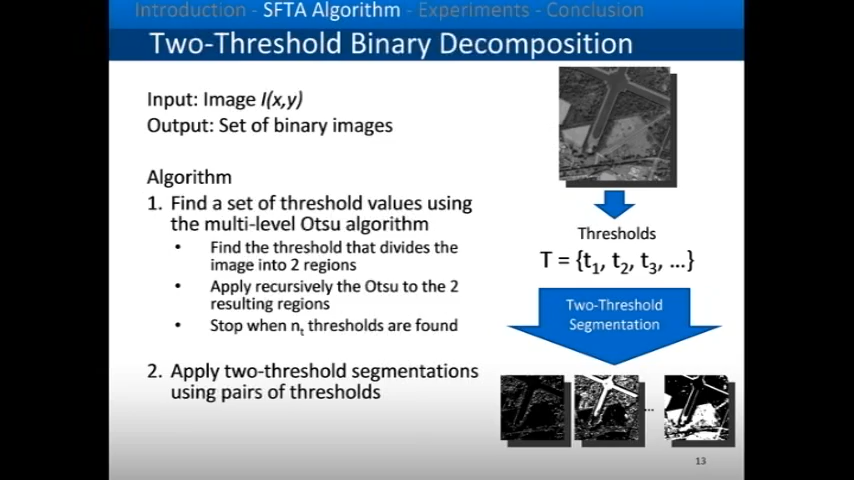 Introduction - SFTA Algorithm - Experiments - Conclusion
Two-Threshold Binary Decomposition
Input: Image I(x,y)
Output: Set of binary images
Algorithm
1. Find a set of threshold values using
the multi-level Otsu algorithm
• Find the threshold that divides the
image into 2 regions
• Apply recursively the Otsu to the 2
resulting regions
• Stop when nt thresholds are found
2. Apply two-threshold segmentations
using pairs of thresholds
Thresholds
T = {t1, t2, t3, ...}
Two-Threshold
Segmentation
...
13